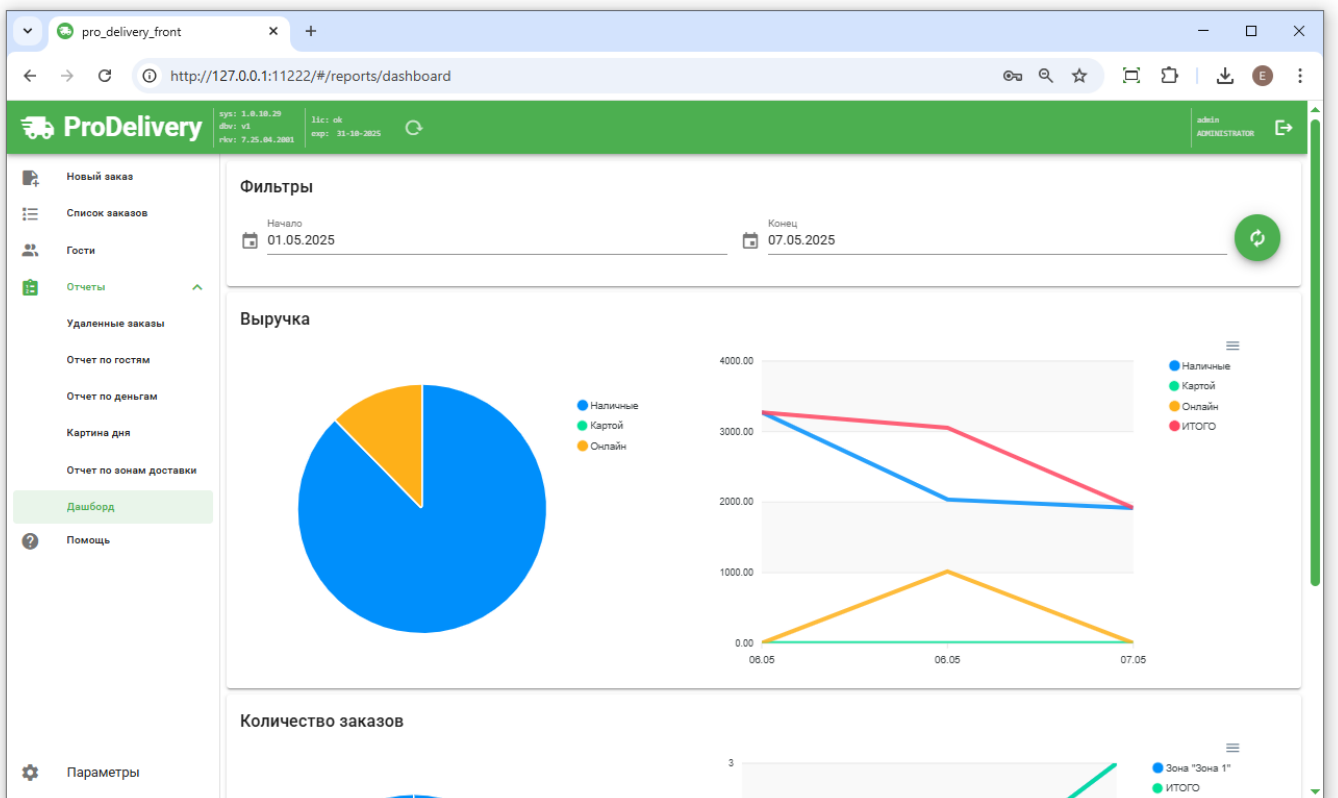 pro_delivery_front
http://127.0.0.1:11222/#/reports/dashboard
E
ProDelivery
sys: 1.0.10.29
dbv: v1
rkv: 7.25.04.2001
lic: ok
exp: 31-10-2025
admin
ADMINISTRATOR
Новый заказ
Список заказов
Гости
Отчеты
Удаленные заказы
Отчет по гостям
Отчет по деньгам
Картина дня
Отчет по зонам доставки
Дашборд
Помощь
Параметры
Фильтры
Начало
01.05.2025
Конец
07.05.2025
Выручка
Наличные
Картой
Онлайн
4000.00
3000.00
2000.00
1000.00
0.00
06.05
06.05
07.05
Наличные
Картой
Онлайн
ИТОГО
Количество заказов
3
Зона "Зона 1"
ИТОГО